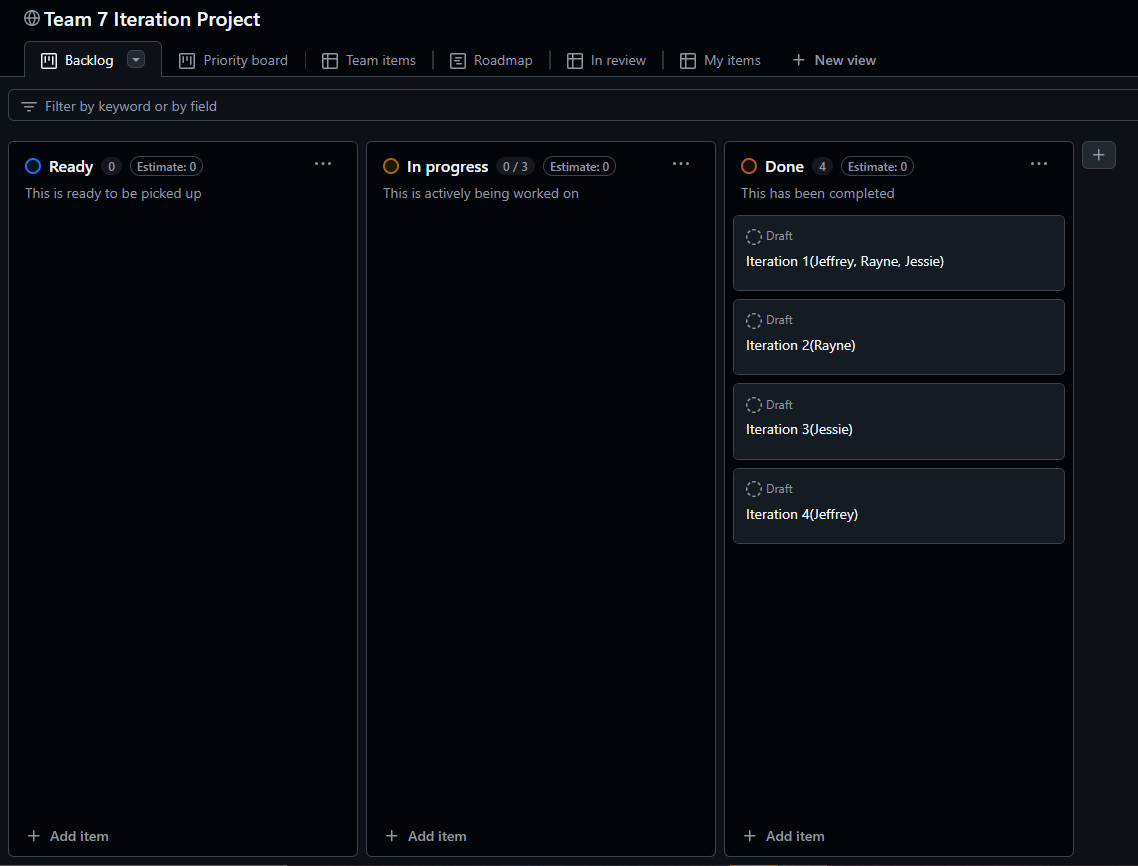 Team 7 Iteration Project
Backlog
Priority board
Team items
Roadmap
In review
My items
New view
Filter by keyword or by field
Ready 0 Estimate: 0
This is ready to be picked up
Add item
In progress 0 / 3 Estimate: 0
This is actively being worked on
Add item
Done 4 Estimate: 0
This has been completed
Draft
Iteration 1(Jeffrey, Rayne, Jessie)
Draft
Iteration 2(Rayne)
Draft
Iteration 3(Jessie)
Draft
Iteration 4(Jeffrey)
Add item